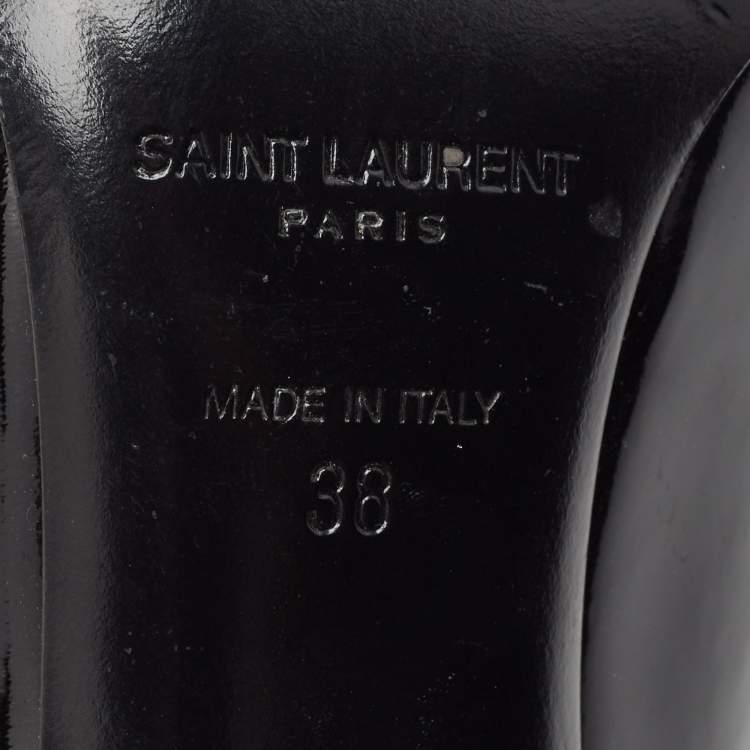 SAINT LAURENT
PARIS
MADE IN ITALY
38